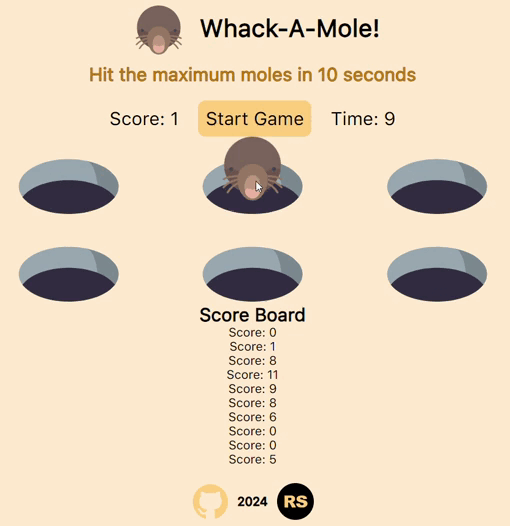 Whack-A-Mole!
Hit the maximum moles in 10 seconds
Score: 1 Start Game Time: 9
Score Board
Score: 0
Score: 1
Score: 8
Score: 11
Score: 9
Score: 8
Score: 6
Score: 0
Score: 0
Score: 5
2024 RS